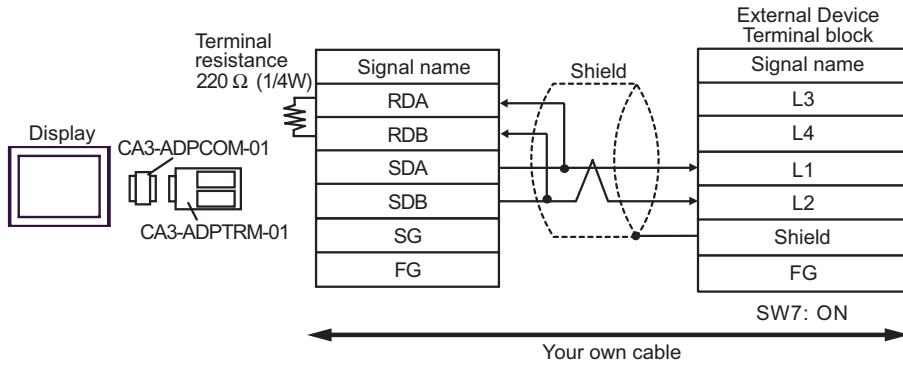 External Device
Terminal block
Terminal
resistance
220 Ω (1/4W)
Signal name
Shield
Signal name
RDA
L3
RDB
L4
Display
CA3-ADPCOM-01
SDA
L1
SDB
L2
CA3-ADPTRM-01
SG
Shield
FG
FG
SW7: ON
Your own cable